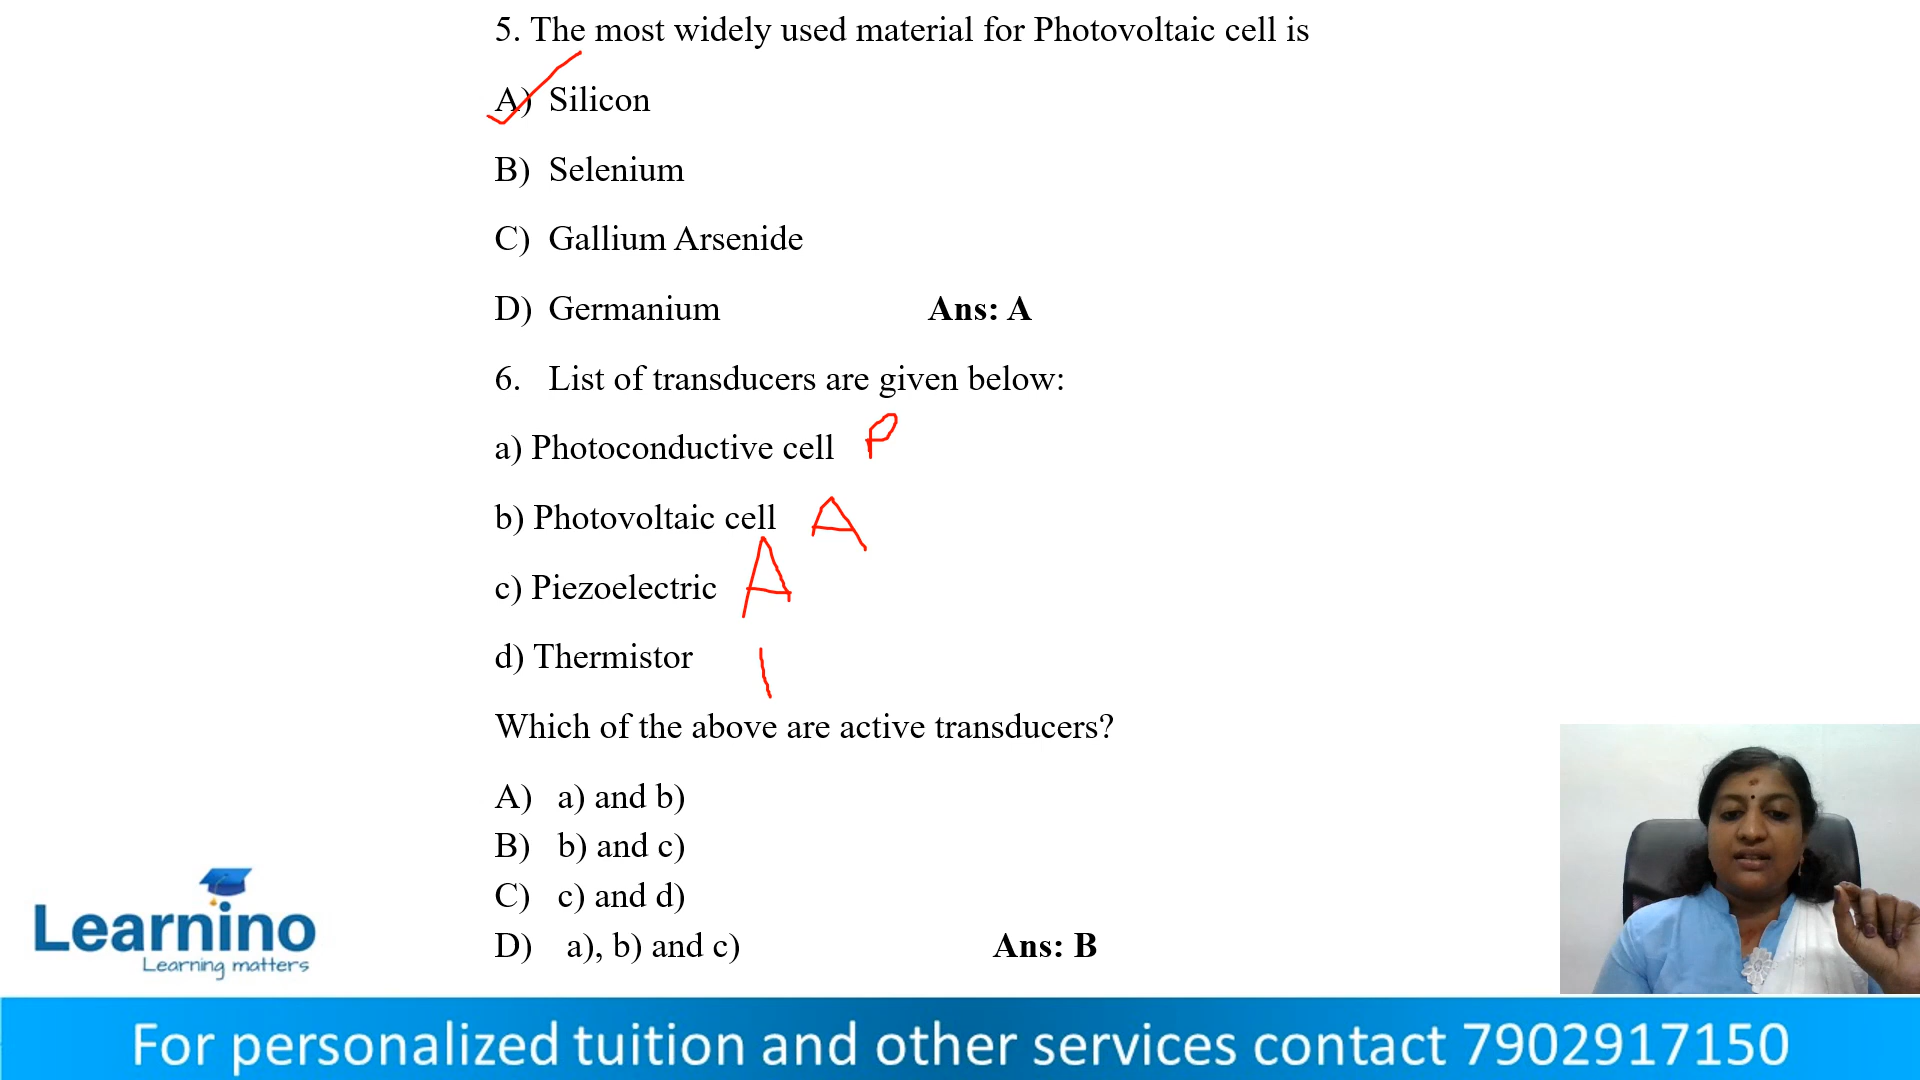 5. The most widely used material for Photovoltaic cell is
A) Silicon
B) Selenium
C) Gallium Arsenide
D) Germanium Ans: A
6. List of transducers are given below:
a) Photoconductive cell P
b) Photovoltaic cell A
c) Piezoelectric A
d) Thermistor
Which of the above are active transducers?
A) a) and b)
B) b) and c)
C) c) and d)
D) a), b) and c) Ans: B
Learnino
Learning matters
For personalized tuition and other services contact 7902917150